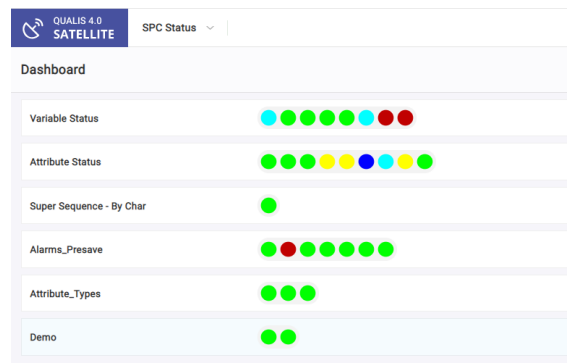 QUALIS 4.0
SATELLITE
SPC Status
Dashboard
Variable Status
Attribute Status
Super Sequence - By Char
Alarms_Presave
Attribute_Types
Demo